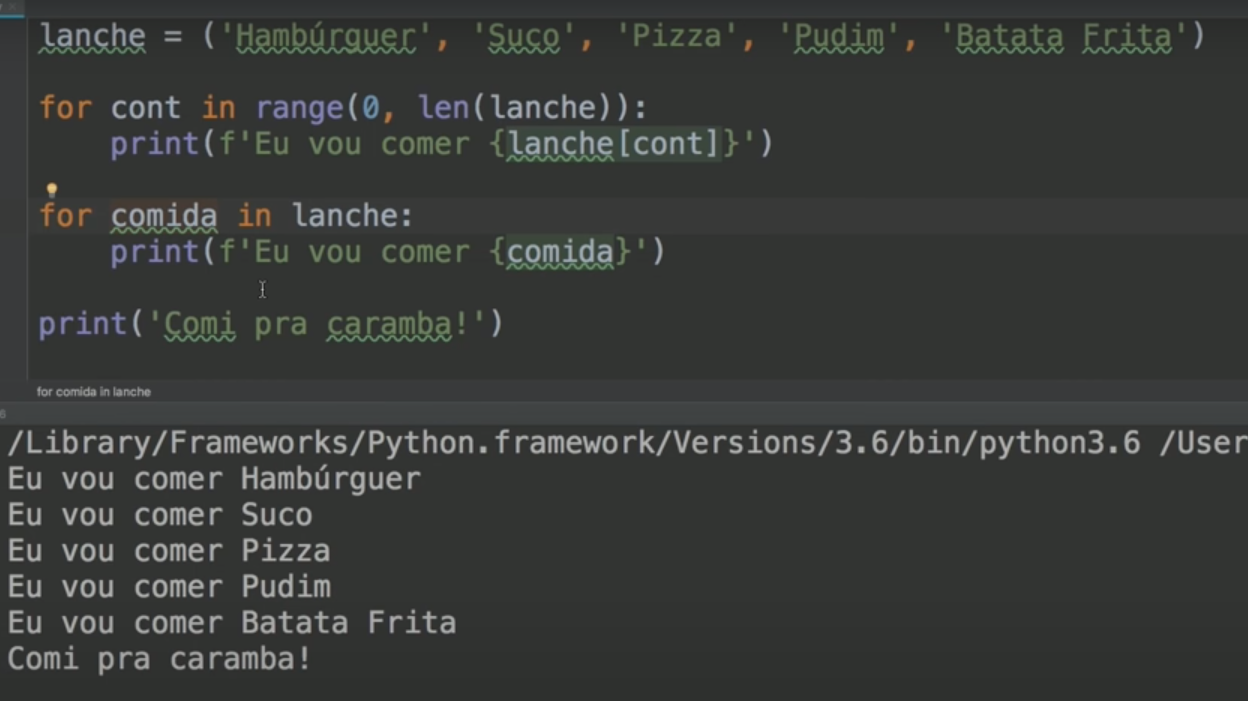 lanche = ('Hambúrguer', 'Suco', 'Pizza', 'Pudim', 'Batata Frita')
for cont in range(0, len(lanche)):
    print(f'Eu vou comer {lanche[cont]}')
for comida in lanche:
    print(f'Eu vou comer {comida}')
print('Comi pra caramba!')
for comida in lanche
6
/Library/Frameworks/Python.framework/Versions/3.6/bin/python3.6 /User
Eu vou comer Hambúrguer
Eu vou comer Suco
Eu vou comer Pizza
Eu vou comer Pudim
Eu vou comer Batata Frita
Comi pra caramba!